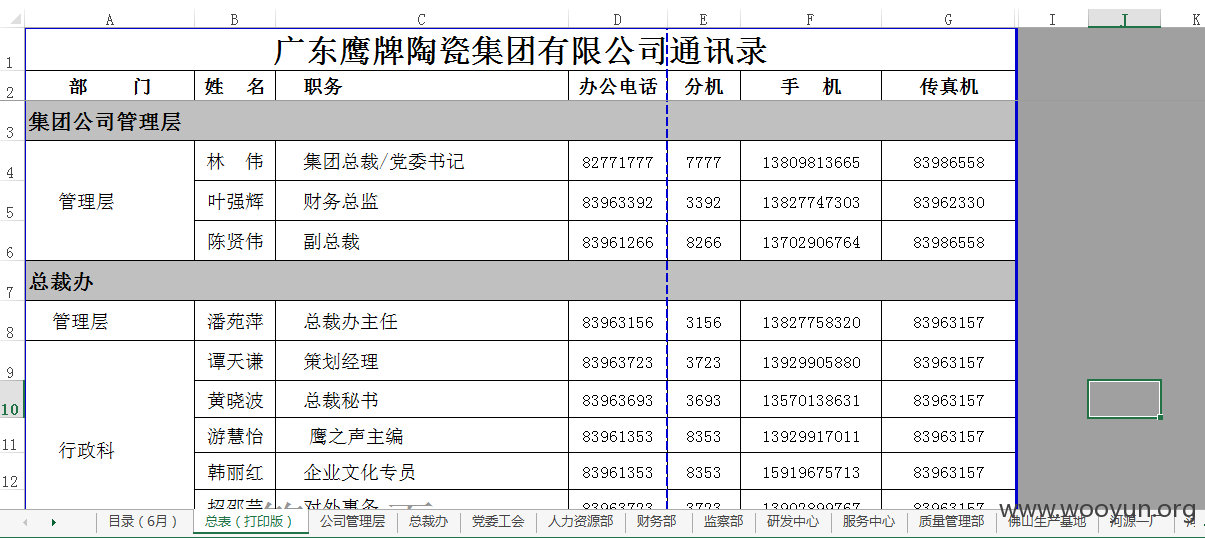 A B C D E F G I J K
1 广东鹰牌陶瓷集团有限公司通讯录
2 部 门 姓 名 职务 办公电话 分机 手 机 传真机
3 集团公司管理层
4 林 伟 集团总裁/党委书记 82771777 7777 13809813665 83986558
5 管理层 叶强辉 财务总监 83963392 3392 13827747303 83962330
6 陈贤伟 副总裁 83961266 8266 13702906764 83986558
7 总裁办
8 管理层 潘苑萍 总裁办主任 83963156 3156 13827758320 83963157
9 谭天谦 策划经理 83963723 3723 13929905880 83963157
10 黄晓波 总裁秘书 83963693 3693 13570138631 83963157
11 行政科 游慧怡 鹰之声主编 83961353 8353 13929917011 83963157
12 韩丽红 企业文化专员 83961353 8353 15919675713 83963157
对外事务 83963723 3723 83963157
目录（6月） 总表（打印版） 公司管理层 总裁办 党委工会 人力资源部 财务部 监察部 研发中心 服务中心 质量管理部 佛山生产基地 河源一厂
www.wooyun.org